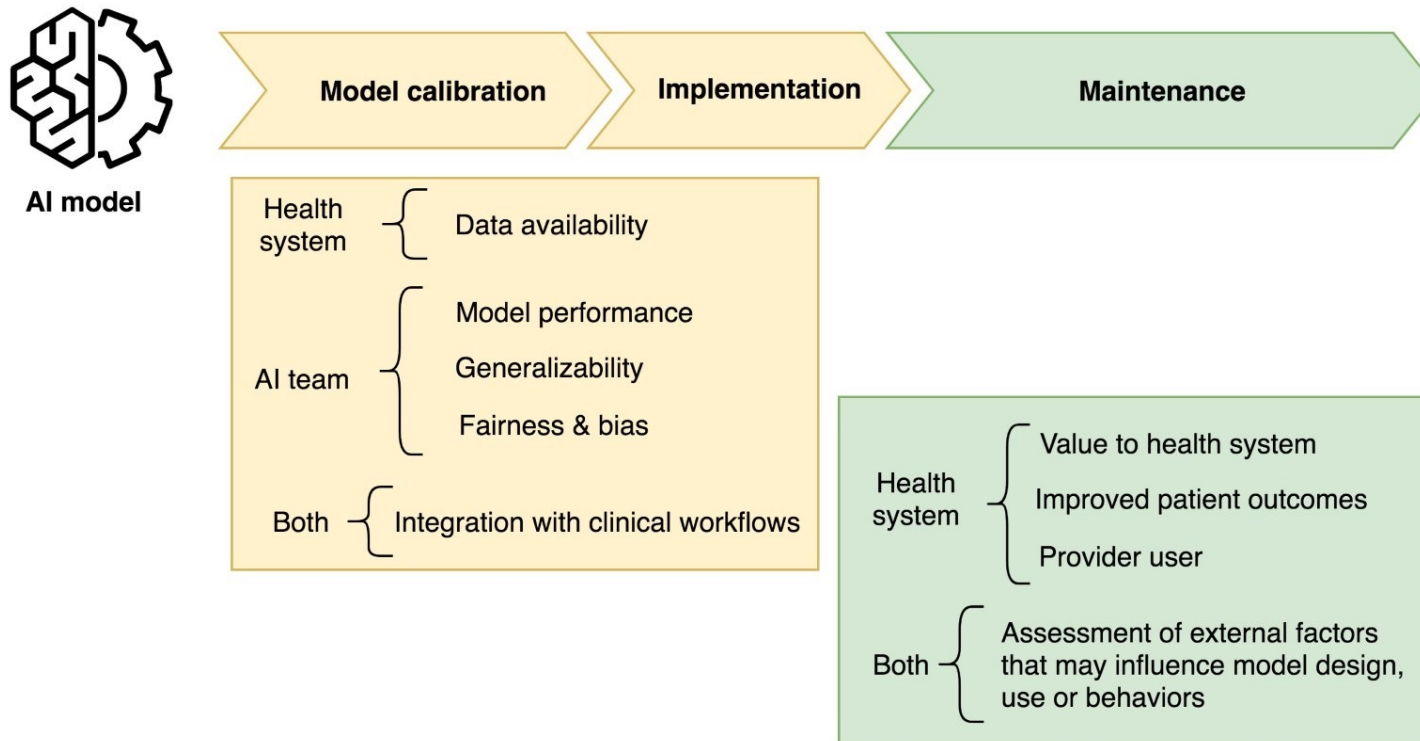 Model calibration
Implementation
Maintenance
AI model
Health
system
Data availability
AI team
Model performance
Generalizability
Fairness & bias
Both
Integration with clinical workflows
Health
system
Value to health system
Improved patient outcomes
Provider user
Both
Assessment of external factors
that may influence model design,
use or behaviors